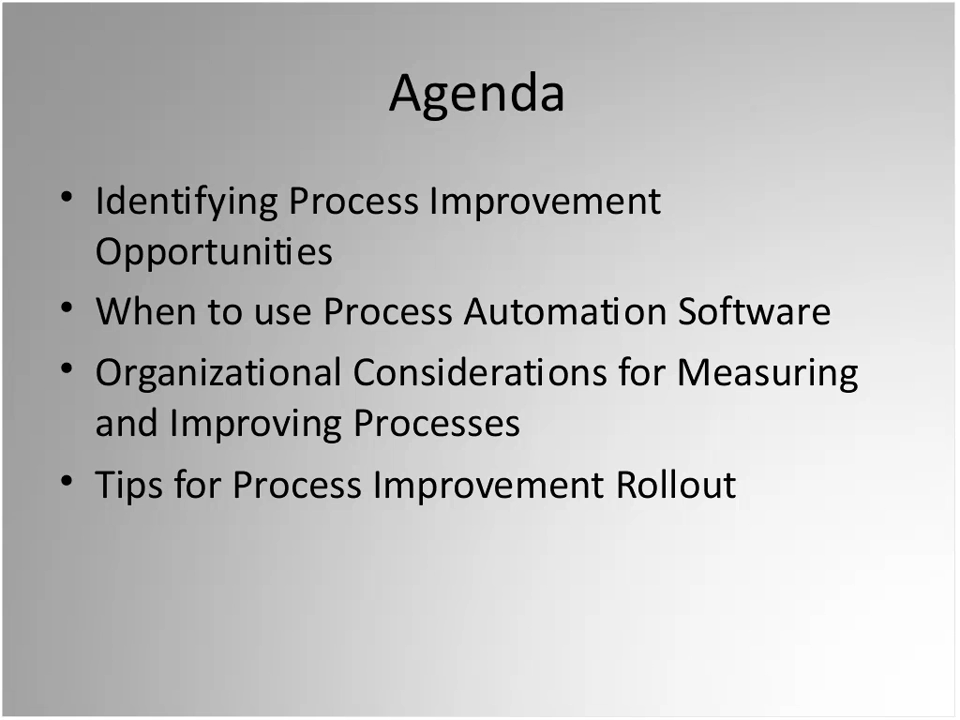 Agenda
• Identifying Process Improvement
Opportunities
• When to use Process Automation Software
• Organizational Considerations for Measuring
and Improving Processes
• Tips for Process Improvement Rollout